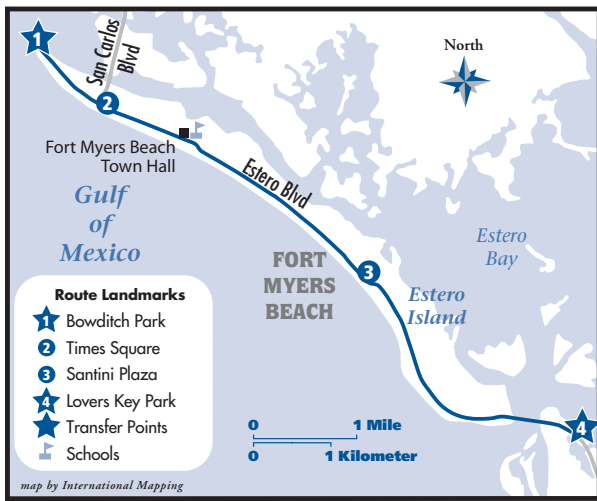 1
San Carlos
Blvd
North
2
Fort Myers Beach
Town Hall
Estero Blvd
Gulf
of
Mexico
Estero
Bay
FORT
MYERS
BEACH
3
Estero
Island
Route Landmarks
1 Bowditch Park
2 Times Square
3 Santini Plaza
4 Lovers Key Park
Transfer Points
Schools
0 1 Mile
0 1 Kilometer
4
map by International Mapping